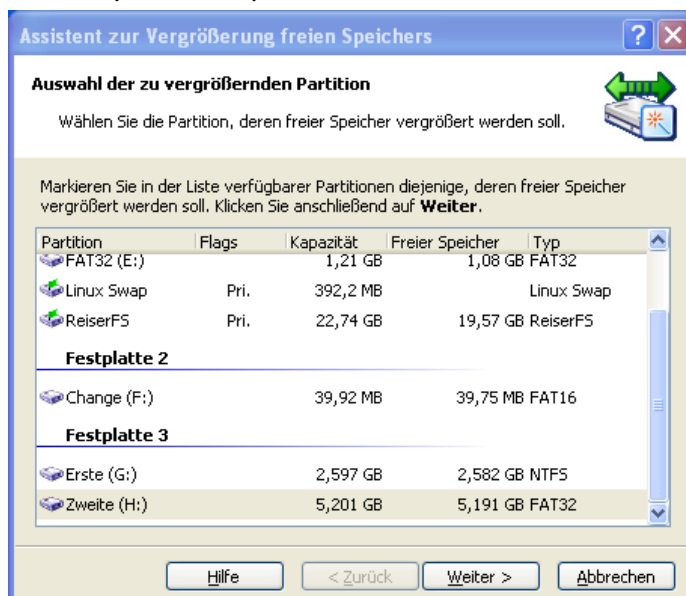 Assistent zur Vergrößerung freien Speichers
Auswahl der zu vergrößernden Partition
Wählen Sie die Partition, deren freier Speicher vergrößert werden soll.
Markieren Sie in der Liste verfügbarer Partitionen diejenige, deren freier Speicher
vergrößert werden soll. Klicken Sie anschließend auf Weiter.
Partition Flags Kapazität Freier Speicher Typ
FAT32 (E:) 1,21 GB 1,08 GB FAT32
Linux Swap Pri. 392,2 MB Linux Swap
ReiserFS Pri. 22,74 GB 19,57 GB ReiserFS
Festplatte 2
Change (F:) 39,92 MB 39,75 MB FAT16
Festplatte 3
Erste (G:) 2,597 GB 2,582 GB NTFS
Zweite (H:) 5,201 GB 5,191 GB FAT32
Hilfe < Zurück Weiter > Abbrechen